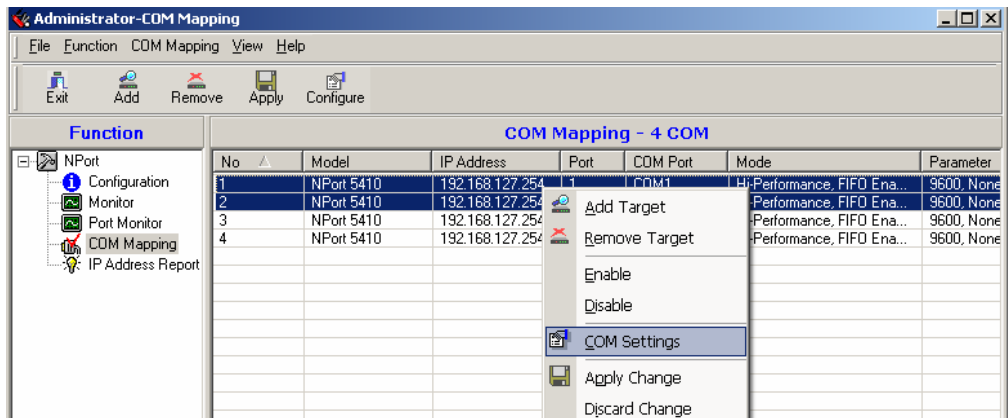 Administrator-COM Mapping
File Function COM Mapping View Help
Exit Add Remove Apply Configure
Function
COM Mapping - 4 COM
NPort
Configuration
Monitor
Port Monitor
COM Mapping
IP Address Report
No Model IP Address Port COM Port Mode Parameter
1 NPort 5410 192.168.127.254 1 COM1 Hi-Performance, FIFO Ena... 9600, None
2 NPort 5410 192.168.127.254 -Performance, FIFO Ena... 9600, None
3 NPort 5410 192.168.127.254 -Performance, FIFO Ena... 9600, None
4 NPort 5410 192.168.127.254 -Performance, FIFO Ena... 9600, None
Add Target
Remove Target
Enable
Disable
COM Settings
Apply Change
Discard Change